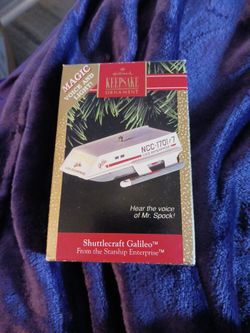 Hallmark
KEEPSAKE
ORNAMENT
MAGIC
VOICE AND
LIGHT!
NCC-1701/7
Hear the voice
of Mr. Spock!
Shuttlecraft Galileo™
From the Starship Enterprise™